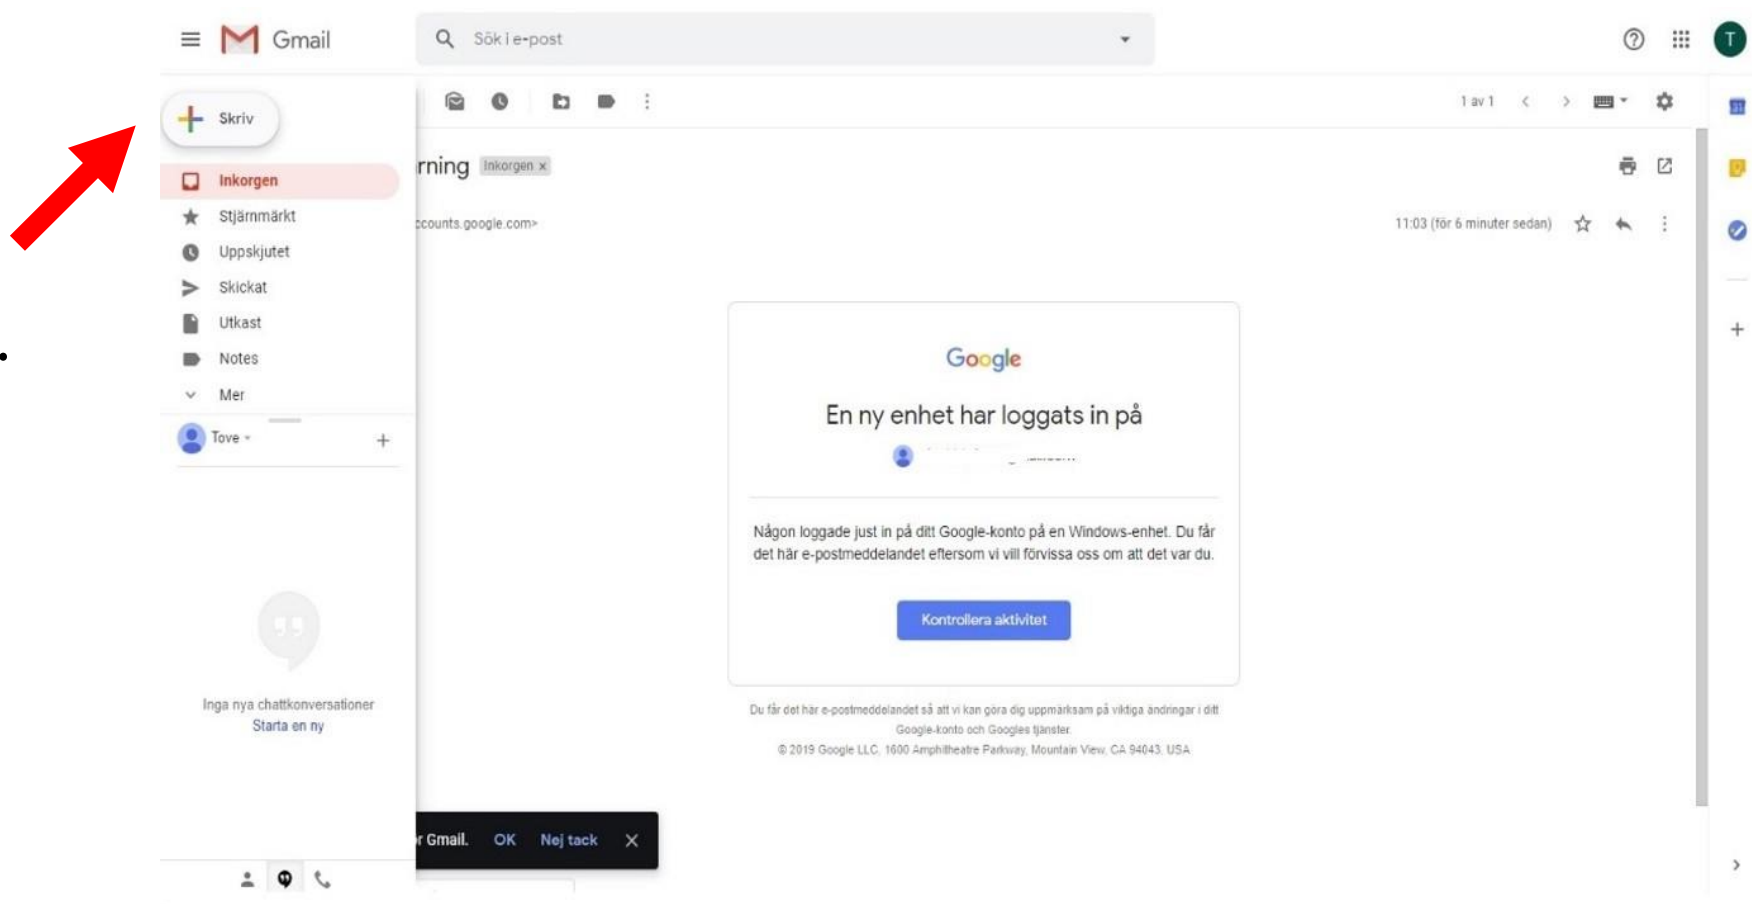 Gmail
Sök i e-post
T
Skriv
1 av 1
31
rning Inkorgen x
Inkorgen
Stjärnmärkt
ccounts.google.com>
11:03 (för 6 minuter sedan)
Uppskjutet
Skickat
Utkast
Notes
Mer
Tove
Google
En ny enhet har loggats in på
Någon loggade just in på ditt Google-konto på en Windows-enhet. Du får
det här e-postmeddelandet eftersom vi vill förvissa oss om att det var du.
Kontrollera aktivitet
Inga nya chattkonversationer
Starta en ny
Du får det här e-postmeddelandet så att vi kan göra dig uppmärksam på viktiga ändringar i ditt
Google-konto och Googles tjänster.
© 2019 Google LLC, 1600 Amphitheatre Parkway, Mountain View, CA 94043, USA
r Gmail. OK Nej tack